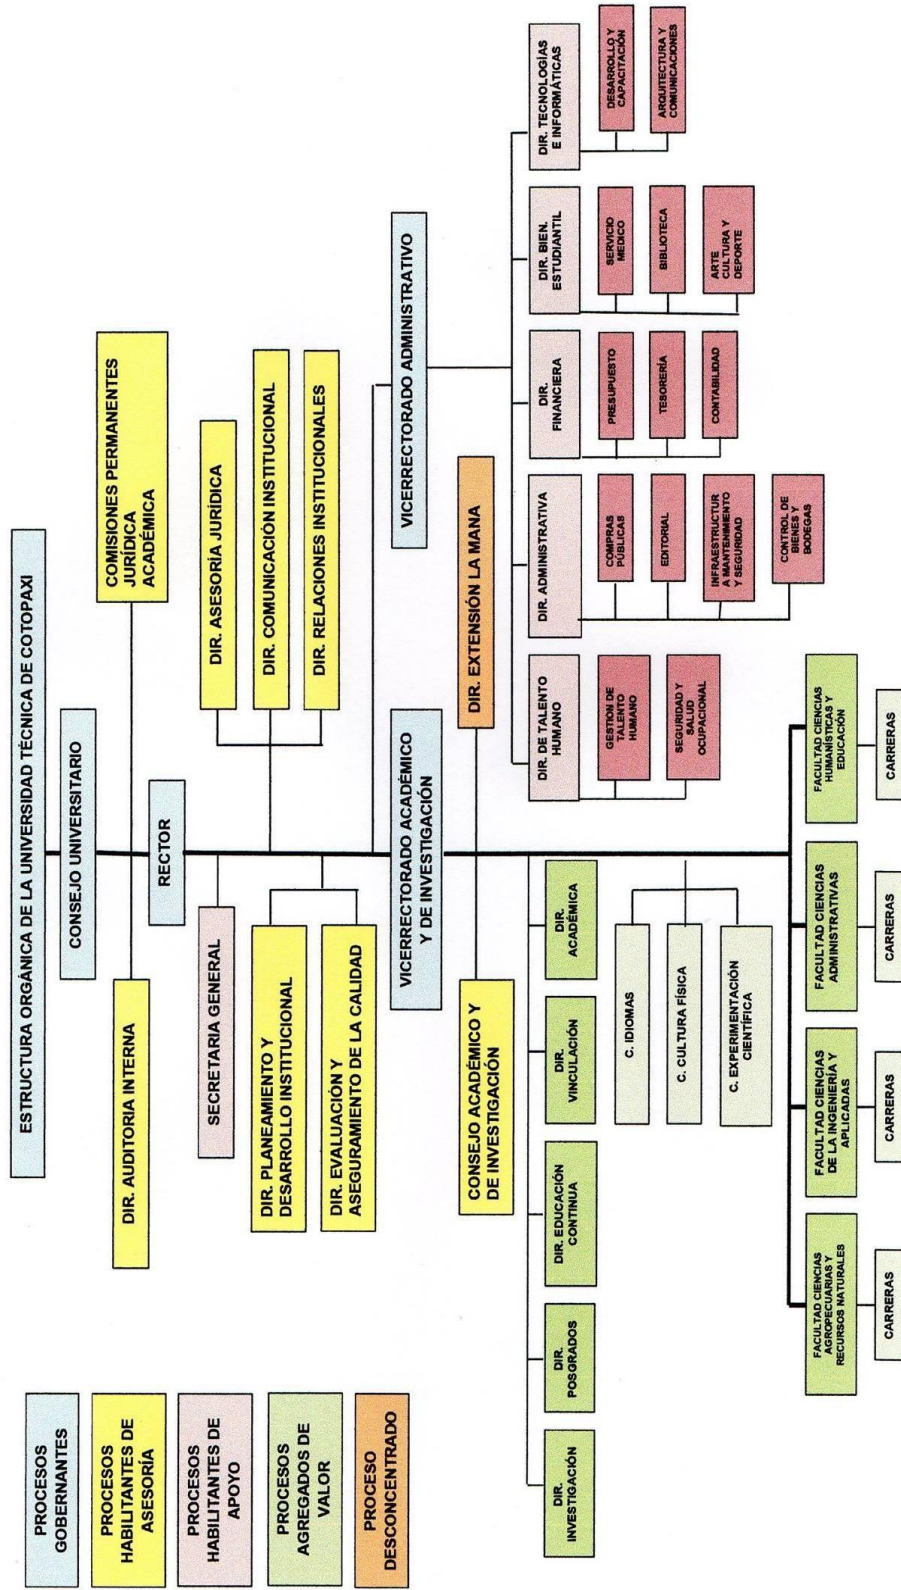 ESTRUCTURA ORGÁNICA DE LA UNIVERSIDAD TÉCNICA DE COTOPAXI
PROCESOS
GOBERNANTES
PROCESOS
HABILITANTES DE
ASESORÍA
PROCESOS
HABILITANTES DE
APOYO
PROCESOS
AGREGADOS DE
VALOR
PROCESO
DESCONCENTRADO
CONSEJO UNIVERSITARIO
DIR. AUDITORIA INTERNA
COMISIONES PERMANENTES
JURÍDICA
ACADÉMICA
RECTOR
SECRETARIA GENERAL
DIR. ASESORÍA JURÍDICA
DIR. PLANEAMIENTO Y
DESARROLLO INSTITUCIONAL
DIR. COMUNICACIÓN INSTITUCIONAL
DIR. EVALUACIÓN Y
ASEGURAMIENTO DE LA CALIDAD
DIR. RELACIONES INSTITUCIONALES
VICERRECTORADO ACADÉMICO
Y DE INVESTIGACIÓN
VICERRECTORADO ADMINISTRATIVO
CONSEJO ACADÉMICO Y
DE INVESTIGACIÓN
DIR. EXTENSIÓN LA MANA
DIR. DE TALENTO
HUMANO
DIR. ADMINISTRATIVA
DIR.
FINANCIERA
DIR. BIEN.
ESTUDIANTIL
DIR. TECNOLOGÍAS
E INFORMÁTICAS
GESTION DE
TALENTO
HUMANO
SEGURIDAD Y
SALUD
OCUPACIONAL
COMPRAS
PÚBLICAS
EDITORIAL
INFRAESTRUCTUR
A MANTENIMIENTO
Y SEGURIDAD
CONTROL DE
BIENES Y
BODEGAS
PRESUPUESTO
TESORERÍA
CONTABILIDAD
SERVICIO
MEDICO
BIBLIOTECA
ARTE
CULTURA Y
DEPORTE
DESARROLLO Y
CAPACITACIÓN
ARQUITECTURA Y
COMUNICACIONES
DIR.
INVESTIGACIÓN
DIR.
POSGRADOS
DIR. EDUCACIÓN
CONTINUA
DIR.
VINCULACIÓN
DIR.
ACADÉMICA
C. IDIOMAS
C. CULTURA FÍSICA
C. EXPERIMENTACIÓN
CIENTÍFICA
FACULTAD CIENCIAS
AGROPECUARIAS Y
RECURSOS NATURALES
FACULTAD CIENCIAS
DE LA INGENIERÍA Y
APLICADAS
FACULTAD CIENCIAS
ADMINISTRATIVAS
FACULTAD CIENCIAS
HUMANÍSTICAS Y
EDUCACIÓN
CARRERAS
CARRERAS
CARRERAS
CARRERAS